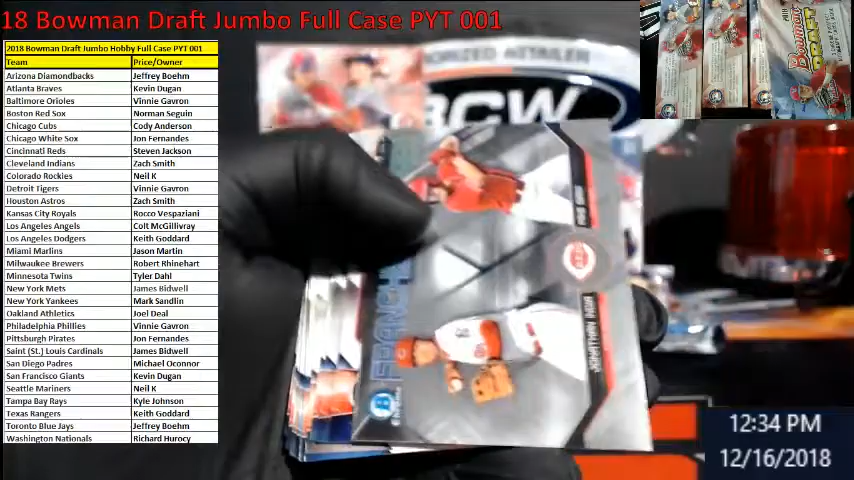 18 Bowman Draft Jumbo Full Case PYT 001
2018 Bowman Draft Jumbo Hobby Full Case PYT 001
Team Price/Owner
Arizona Diamondbacks Jeffrey Boehm
Atlanta Braves Kevin Dugan
Baltimore Orioles Vinnie Gavron
Boston Red Sox Norman Seguin
Chicago Cubs Cody Anderson
Chicago White Sox Jon Fernandes
Cincinnati Reds Steven Jackson
Cleveland Indians Zach Smith
Colorado Rockies Neil K
Detroit Tigers Vinnie Gavron
Houston Astros Zach Smith
Kansas City Royals Rocco Vespaziani
Los Angeles Angels Colt McGillivray
Los Angeles Dodgers Keith Goddard
Miami Marlins Jason Martin
Milwaukee Brewers Robert Rhinehart
Minnesota Twins Tyler Dahl
New York Mets James Bidwell
New York Yankees Mark Sandlin
Oakland Athletics Joel Deal
Philadelphia Phillies Vinnie Gavron
Pittsburgh Pirates Jon Fernandes
Saint (St.) Louis Cardinals James Bidwell
San Diego Padres Michael Oconnor
San Francisco Giants Kevin Dugan
Seattle Mariners Neil K
Tampa Bay Rays Kyle Johnson
Texas Rangers Keith Goddard
Toronto Blue Jays Jeffrey Boehm
Washington Nationals Richard Hurocy
RETAILER
BCW
Bowman
DRAFT
REDS
12:34 PM
12/16/2018